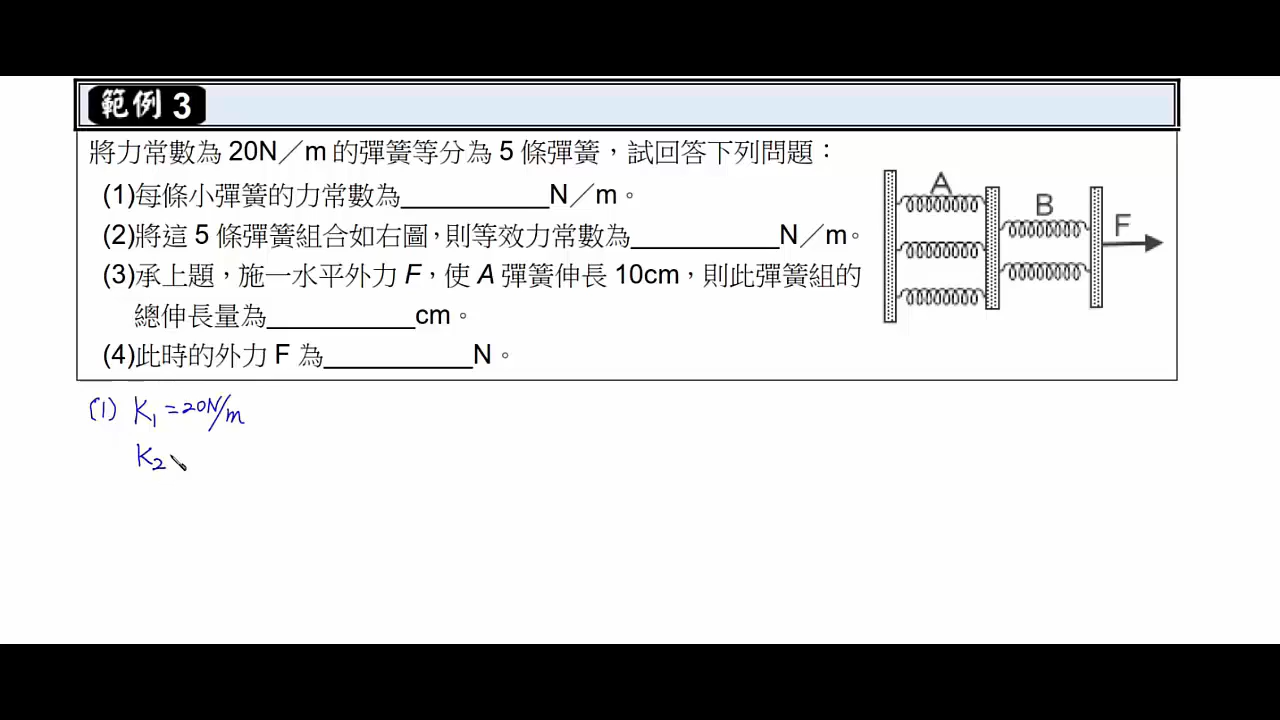 範例 3
將力常數為 20N／m 的彈簧等分為 5 條彈簧，試回答下列問題：
(1)每條小彈簧的力常數為__________N／m。
(2)將這 5 條彈簧組合如右圖，則等效力常數為__________N／m。
(3)承上題，施一水平外力 F，使 A 彈簧伸長 10cm，則此彈簧組的
總伸長量為__________cm。
(4)此時的外力 F 為__________N。
A
B
F
(1) K₁ = 20N/m
K₂